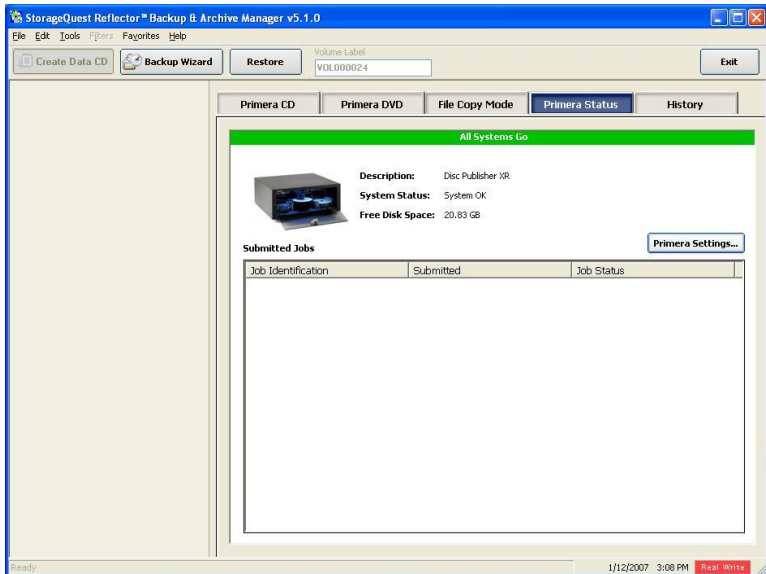 StorageQuest Reflector™ Backup & Archive Manager v5.1.0
File Edit Tools Filters Favorites Help
Create Data CD Backup Wizard Restore Volume Label VOL000024 Exit
Primera CD Primera DVD File Copy Mode Primera Status History
All Systems Go
Description: Disc Publisher XR
System Status: System OK
Free Disk Space: 20.83 GB
Submitted Jobs Primera Settings...
Job Identification Submitted Job Status
Ready 1/12/2007 3:08 PM Real Write